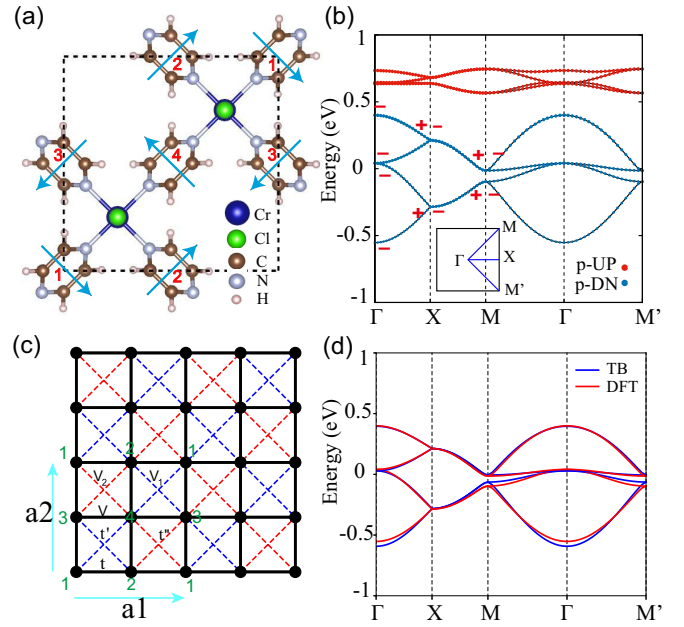 (a)
2
1
3
4
3
1
2
Cr
Cl
C
N
H
(b)
Energy (eV)
1
0.5
0
-0.5
-1
− + − + −
− −
+ − + −
−
Γ
M
X
M'
p-UP
p-DN
Γ X M Γ M'
(c)
1 2 1
V₂ V₁
3 V 4 3
t' t''
1 t 2 1
a2
a1
(d)
Energy (eV)
1
0.5
0
-0.5
-1
TB
DFT
Γ X M Γ M'